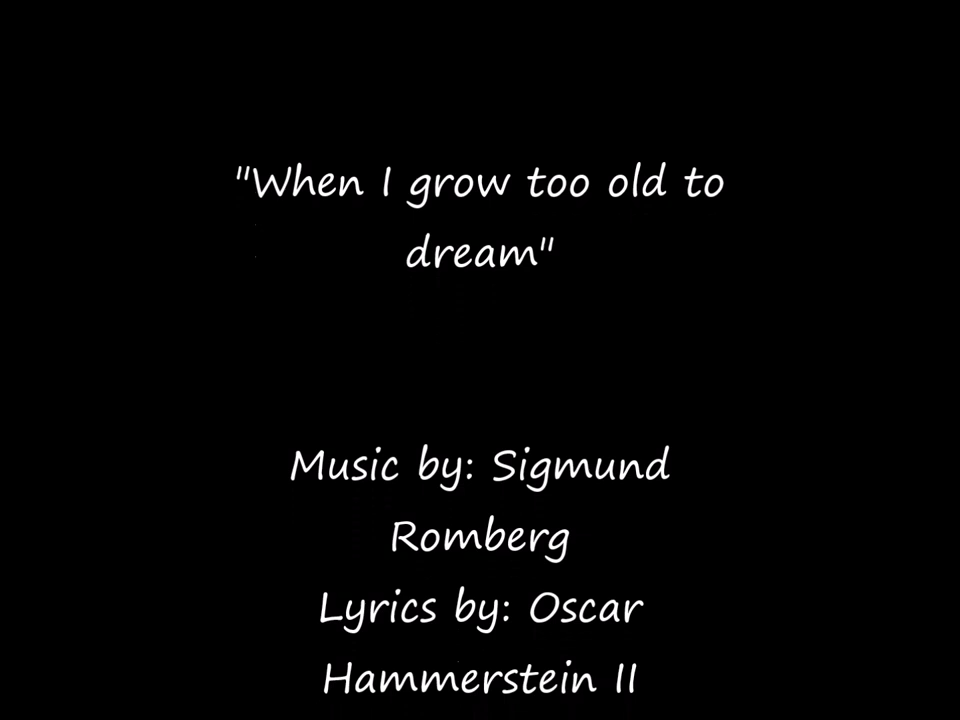 "When I grow too old to
dream"
Music by: Sigmund
Romberg
Lyrics by: Oscar
Hammerstein II